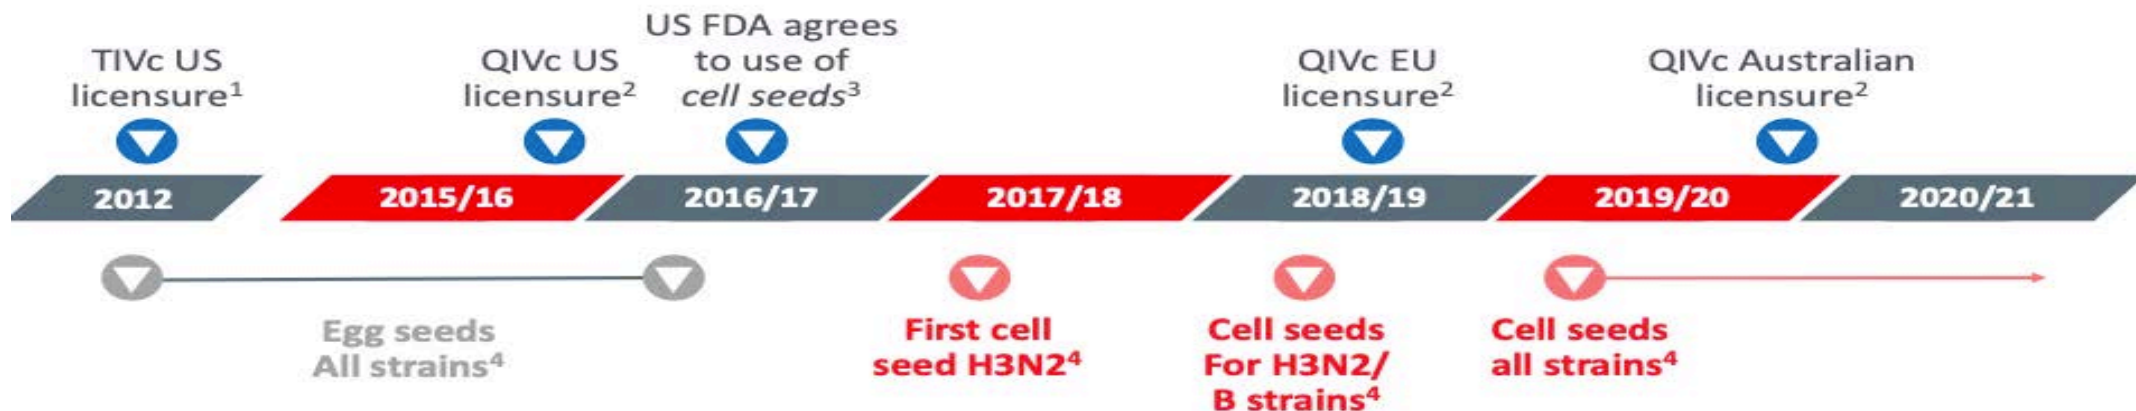 TIVc US
licensure¹
QIVc US
licensure²
US FDA agrees
to use of
cell seeds³
QIVc EU
licensure²
QIVc Australian
licensure²
2012
2015/16
2016/17
2017/18
2018/19
2019/20
2020/21
Egg seeds
All strains⁴
First cell
seed H3N2⁴
Cell seeds
For H3N2/
B strains⁴
Cell seeds
all strains⁴